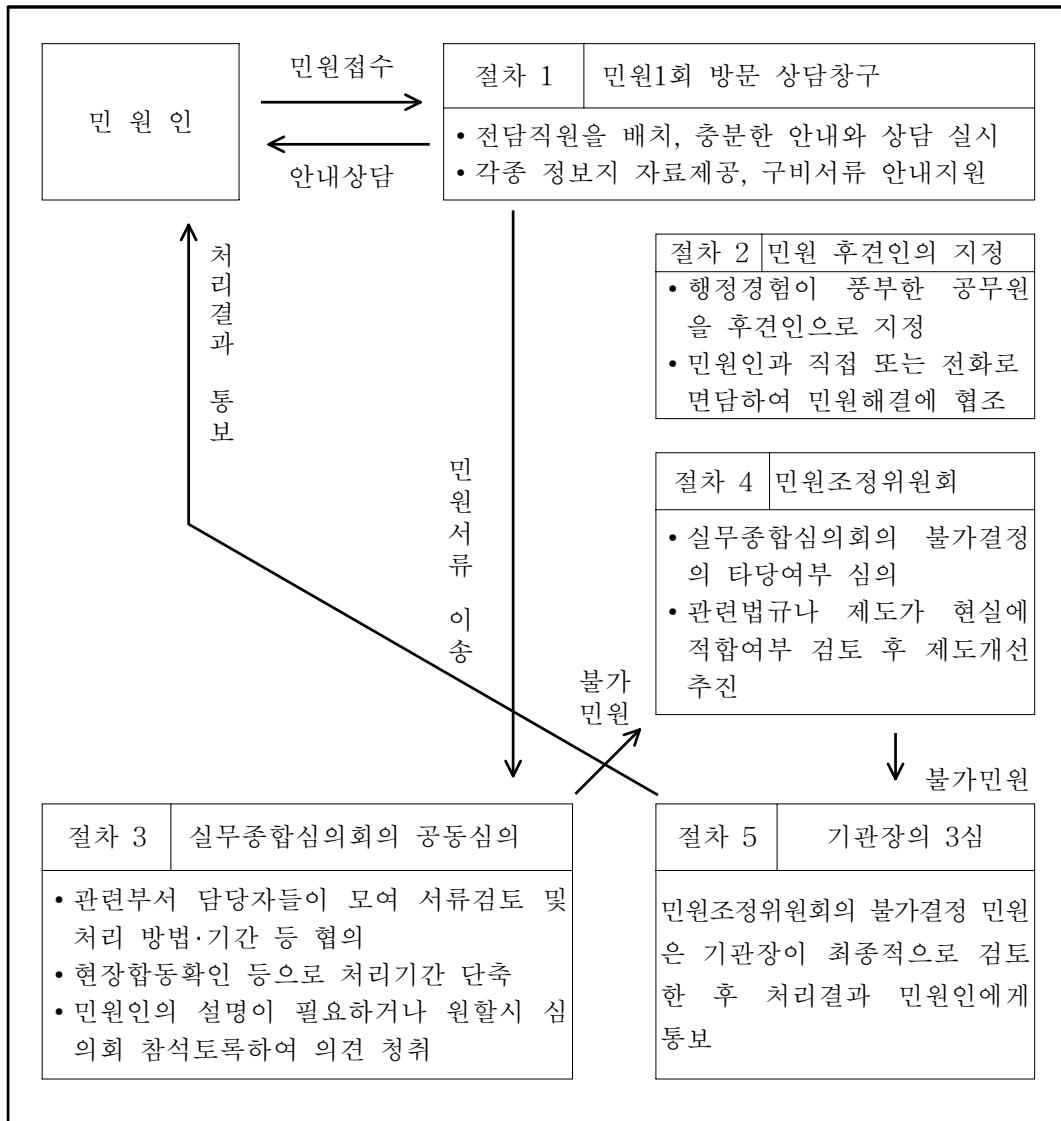 민원인
민원접수
안내상담
절차 1 민원1회 방문 상담창구
• 전담직원을 배치, 충분한 안내와 상담 실시
• 각종 정보지 자료제공, 구비서류 안내지원
처리결과 통보
절차 2 민원 후견인의 지정
• 행정경험이 풍부한 공무원
을 후견인으로 지정
• 민원인과 직접 또는 전화로
면담하여 민원해결에 협조
민원서류 이송
절차 4 민원조정위원회
• 실무종합심의회의 불가결정
의 타당여부 심의
• 관련법규나 제도가 현실에
적합여부 검토 후 제도개선
추진
불가
민원
불가민원
절차 3 실무종합심의회의 공동심의
• 관련부서 담당자들이 모여 서류검토 및
처리 방법·기간 등 협의
• 현장합동확인 등으로 처리기간 단축
• 민원인의 설명이 필요하거나 원할시 심
의회 참석토록하여 의견 청취
절차 5 기관장의 3심
민원조정위원회의 불가결정 민원
은 기관장이 최종적으로 검토
한 후 처리결과 민원인에게
통보